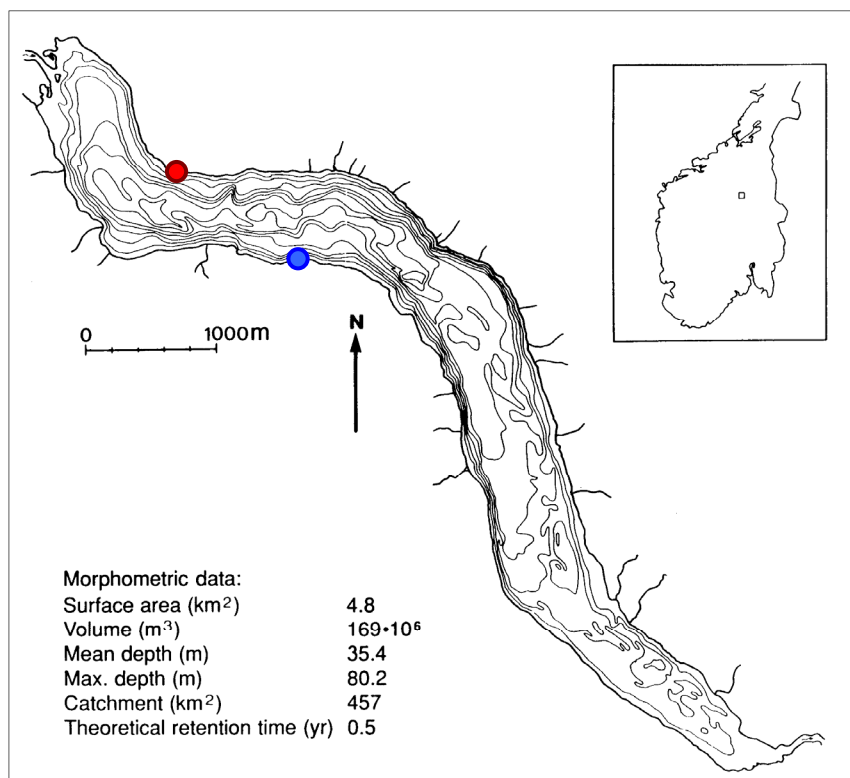 0 1000m
N
Morphometric data:
Surface area (km²) 4.8
Volume (m³) 169•10⁶
Mean depth (m) 35.4
Max. depth (m) 80.2
Catchment (km²) 457
Theoretical retention time (yr) 0.5